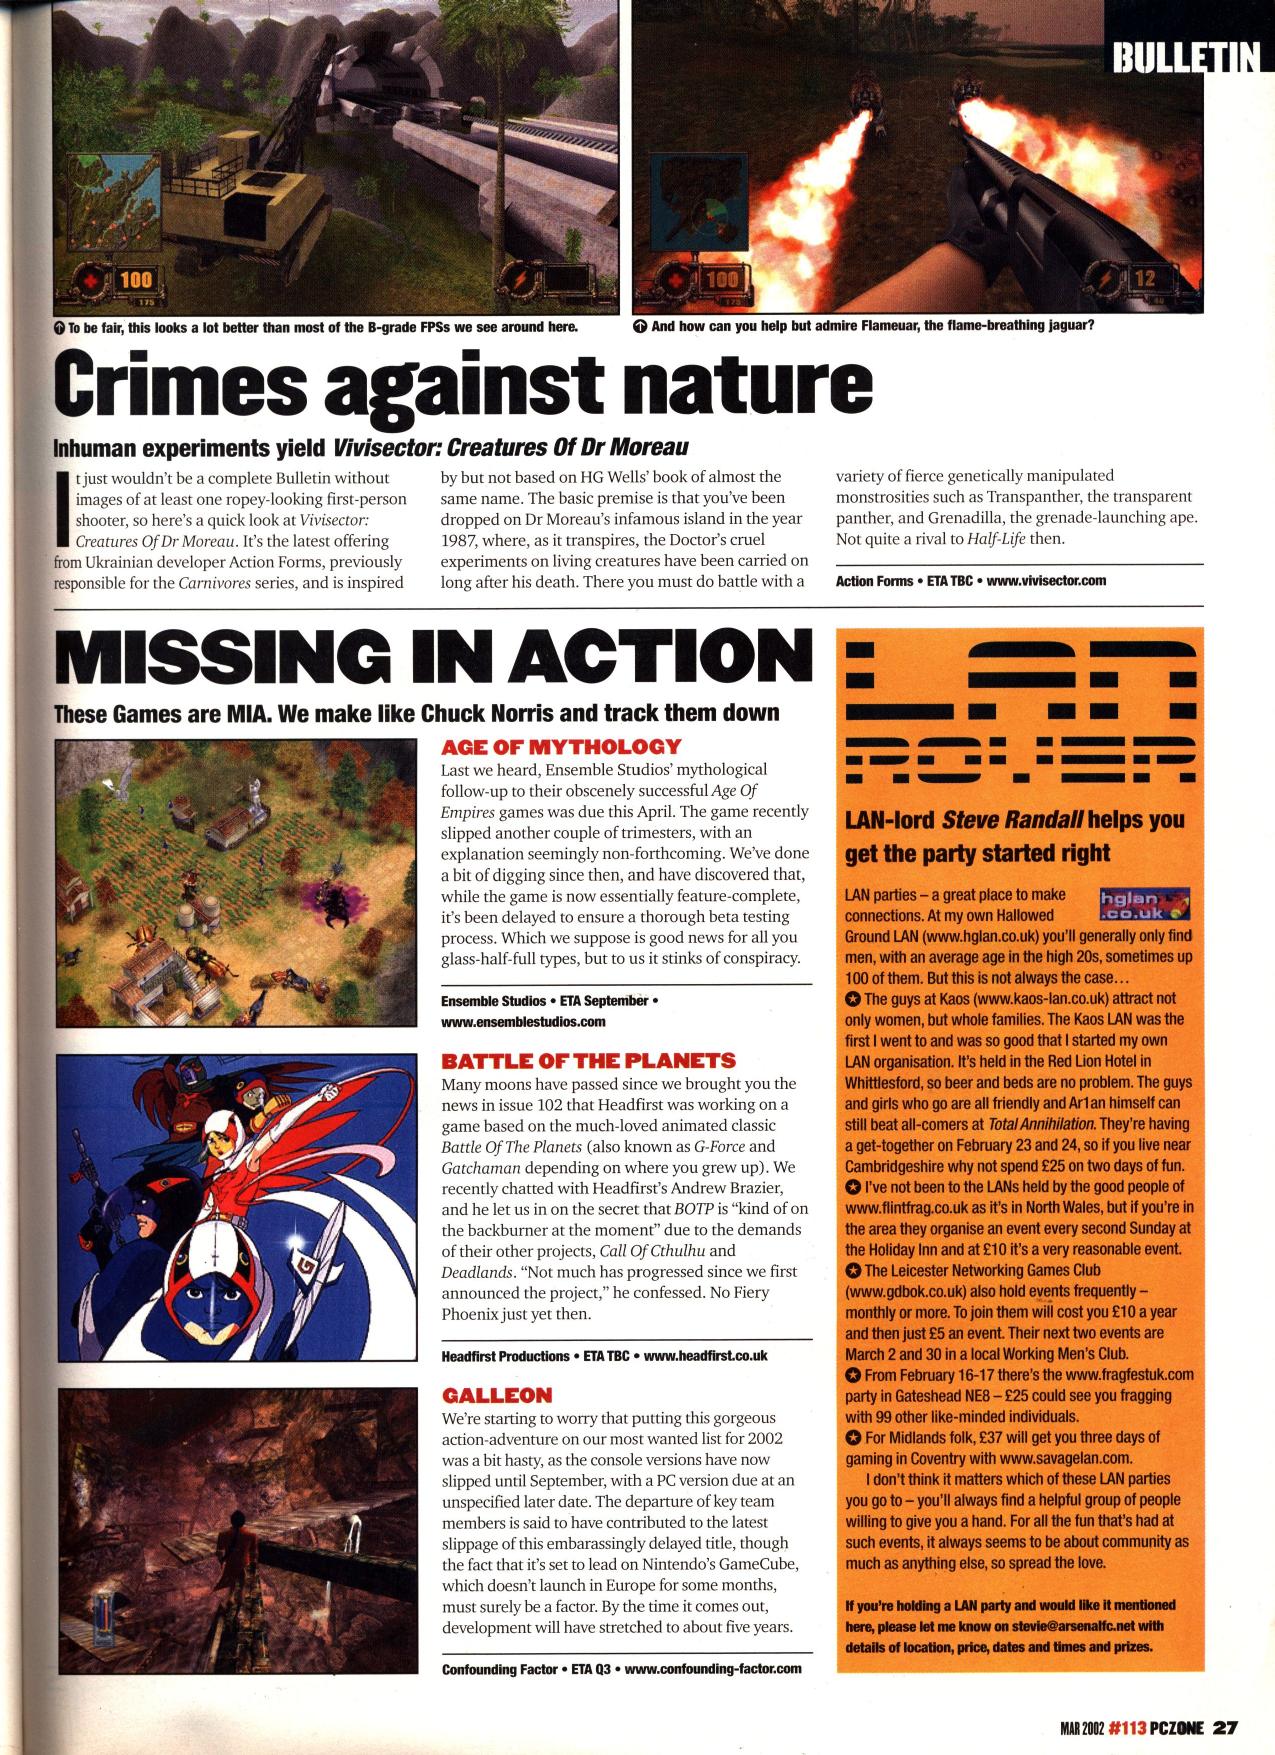 BULLETIN
100
175
100
175
12
To be fair, this looks a lot better than most of the B-grade FPSs we see around here.
And how can you help but admire Flameuar, the flame-breathing jaguar?
Crimes against nature
Inhuman experiments yield Vivisector: Creatures Of Dr Moreau
It just wouldn't be a complete Bulletin without
images of at least one ropey-looking first-person
shooter, so here's a quick look at Vivisector:
Creatures Of Dr Moreau. It's the latest offering
from Ukrainian developer Action Forms, previously
responsible for the Carnivores series, and is inspired
by but not based on HG Wells' book of almost the
same name. The basic premise is that you've been
dropped on Dr Moreau's infamous island in the year
1987, where, as it transpires, the Doctor's cruel
experiments on living creatures have been carried on
long after his death. There you must do battle with a
variety of fierce genetically manipulated
monstrosities such as Transpanther, the transparent
panther, and Grenadilla, the grenade-launching ape.
Not quite a rival to Half-Life then.
Action Forms • ETA TBC • www.vivisector.com
MISSING IN ACTION
These Games are MIA. We make like Chuck Norris and track them down
AGE OF MYTHOLOGY
Last we heard, Ensemble Studios' mythological
follow-up to their obscenely successful Age Of
Empires games was due this April. The game recently
slipped another couple of trimesters, with an
explanation seemingly non-forthcoming. We've done
a bit of digging since then, and have discovered that,
while the game is now essentially feature-complete,
it's been delayed to ensure a thorough beta testing
process. Which we suppose is good news for all you
glass-half-full types, but to us it stinks of conspiracy.
Ensemble Studios • ETA September •
www.ensemblestudios.com
BATTLE OF THE PLANETS
Many moons have passed since we brought you the
news in issue 102 that Headfirst was working on a
game based on the much-loved animated classic
Battle Of The Planets (also known as G-Force and
Gatchaman depending on where you grew up). We
recently chatted with Headfirst's Andrew Brazier,
and he let us in on the secret that BOTP is "kind of on
the backburner at the moment" due to the demands
of their other projects, Call Of Cthulhu and
Deadlands. "Not much has progressed since we first
announced the project," he confessed. No Fiery
Phoenix just yet then.
Headfirst Productions • ETA TBC • www.headfirst.co.uk
GALLEON
We're starting to worry that putting this gorgeous
action-adventure on our most wanted list for 2002
was a bit hasty, as the console versions have now
slipped until September, with a PC version due at an
unspecified later date. The departure of key team
members is said to have contributed to the latest
slippage of this embarassingly delayed title, though
the fact that it's set to lead on Nintendo's GameCube,
which doesn't launch in Europe for some months,
must surely be a factor. By the time it comes out,
development will have stretched to about five years.
Confounding Factor • ETA Q3 • www.confounding-factor.com
LAN
ROVER
LAN-lord Steve Randall helps you
get the party started right
hglan
.co.uk
LAN parties – a great place to make
connections. At my own Hallowed
Ground LAN (www.hglan.co.uk) you'll generally only find
men, with an average age in the high 20s, sometimes up
100 of them. But this is not always the case...
The guys at Kaos (www.kaos-lan.co.uk) attract not
only women, but whole families. The Kaos LAN was the
first I went to and was so good that I started my own
LAN organisation. It's held in the Red Lion Hotel in
Whittlesford, so beer and beds are no problem. The guys
and girls who go are all friendly and Ar1an himself can
still beat all-comers at Total Annihilation. They're having
a get-together on February 23 and 24, so if you live near
Cambridgeshire why not spend £25 on two days of fun.
I've not been to the LANs held by the good people of
www.flintfrag.co.uk as it's in North Wales, but if you're in
the area they organise an event every second Sunday at
the Holiday Inn and at £10 it's a very reasonable event.
The Leicester Networking Games Club
(www.gdbok.co.uk) also hold events frequently –
monthly or more. To join them will cost you £10 a year
and then just £5 an event. Their next two events are
March 2 and 30 in a local Working Men's Club.
From February 16-17 there's the www.fragfestuk.com
party in Gateshead NE8 – £25 could see you fragging
with 99 other like-minded individuals.
For Midlands folk, £37 will get you three days of
gaming in Coventry with www.savagelan.com.
I don't think it matters which of these LAN parties
you go to – you'll always find a helpful group of people
willing to give you a hand. For all the fun that's had at
such events, it always seems to be about community as
much as anything else, so spread the love.
If you're holding a LAN party and would like it mentioned
here, please let me know on stevie@arsenalfc.net with
details of location, price, dates and times and prizes.
MAR 2002 #113 PCZONE 27